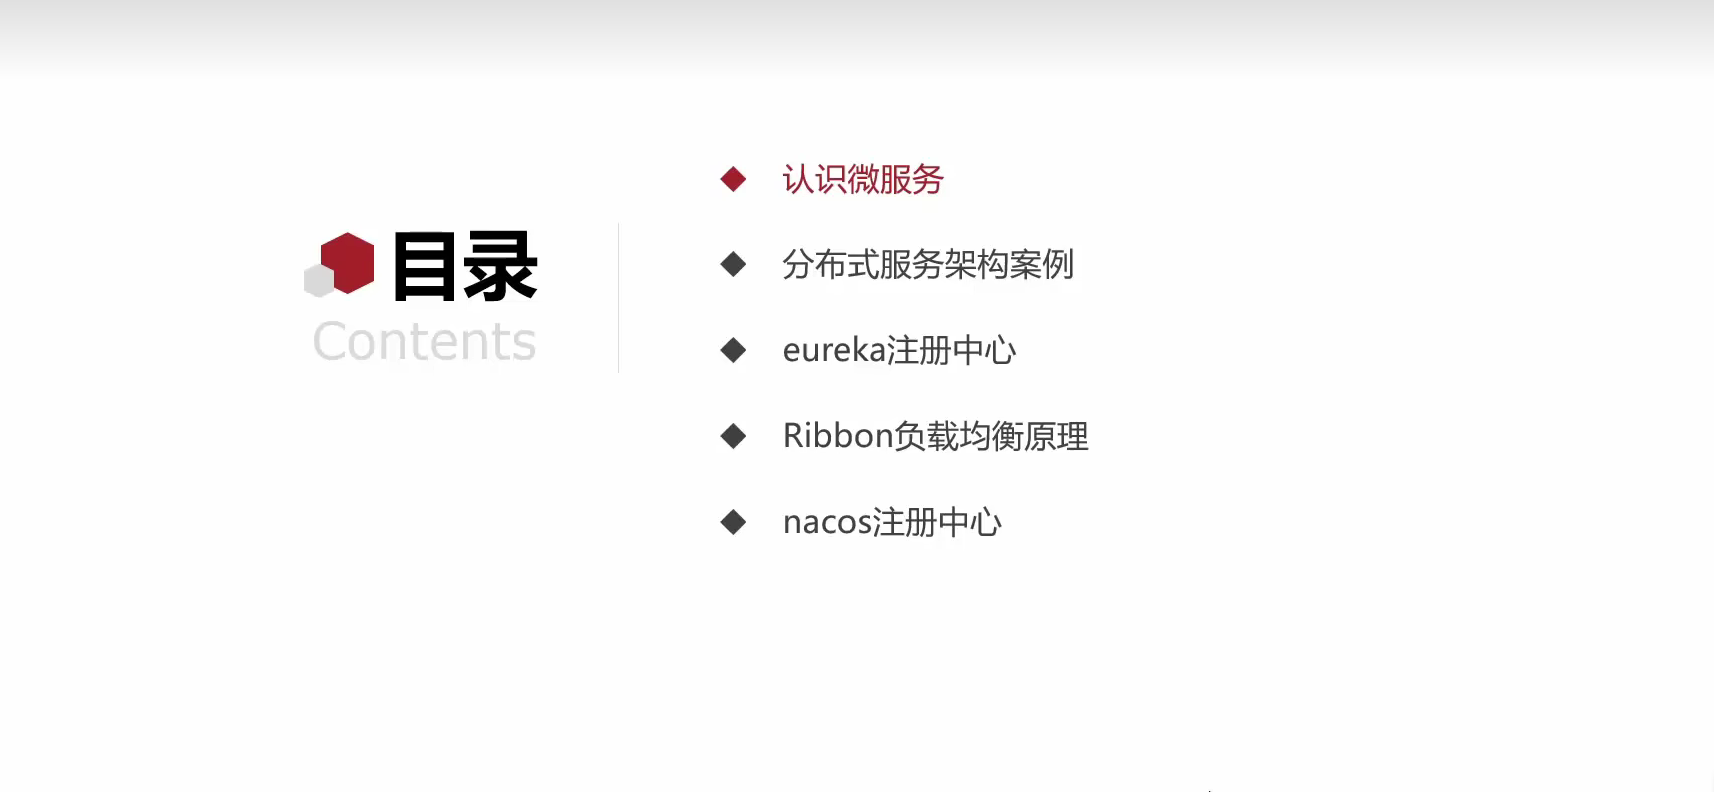 目录
Contents
认识微服务
分布式服务架构案例
eureka注册中心
Ribbon负载均衡原理
nacos注册中心